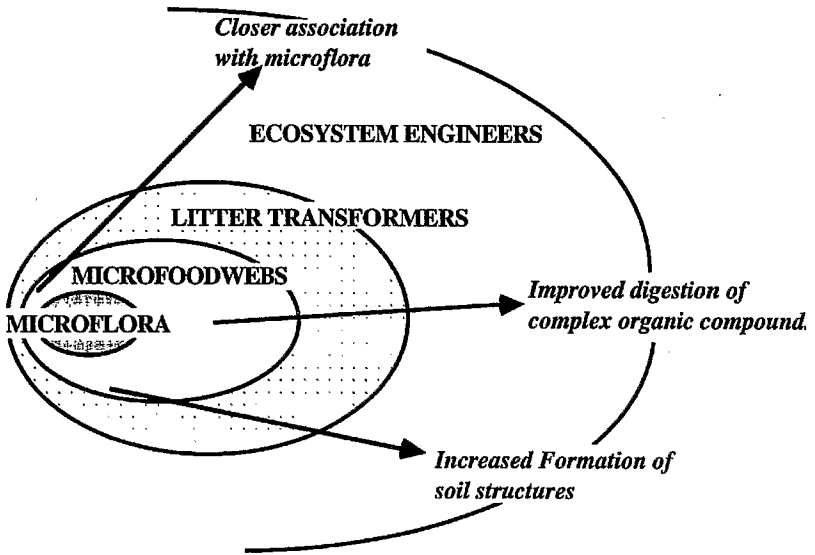 Closer association
with microflora
ECOSYSTEM ENGINEERS
LITTER TRANSFORMERS
MICROFOODWEBS
MICROFLORA
Improved digestion of
complex organic compound.
Increased Formation of
soil structures